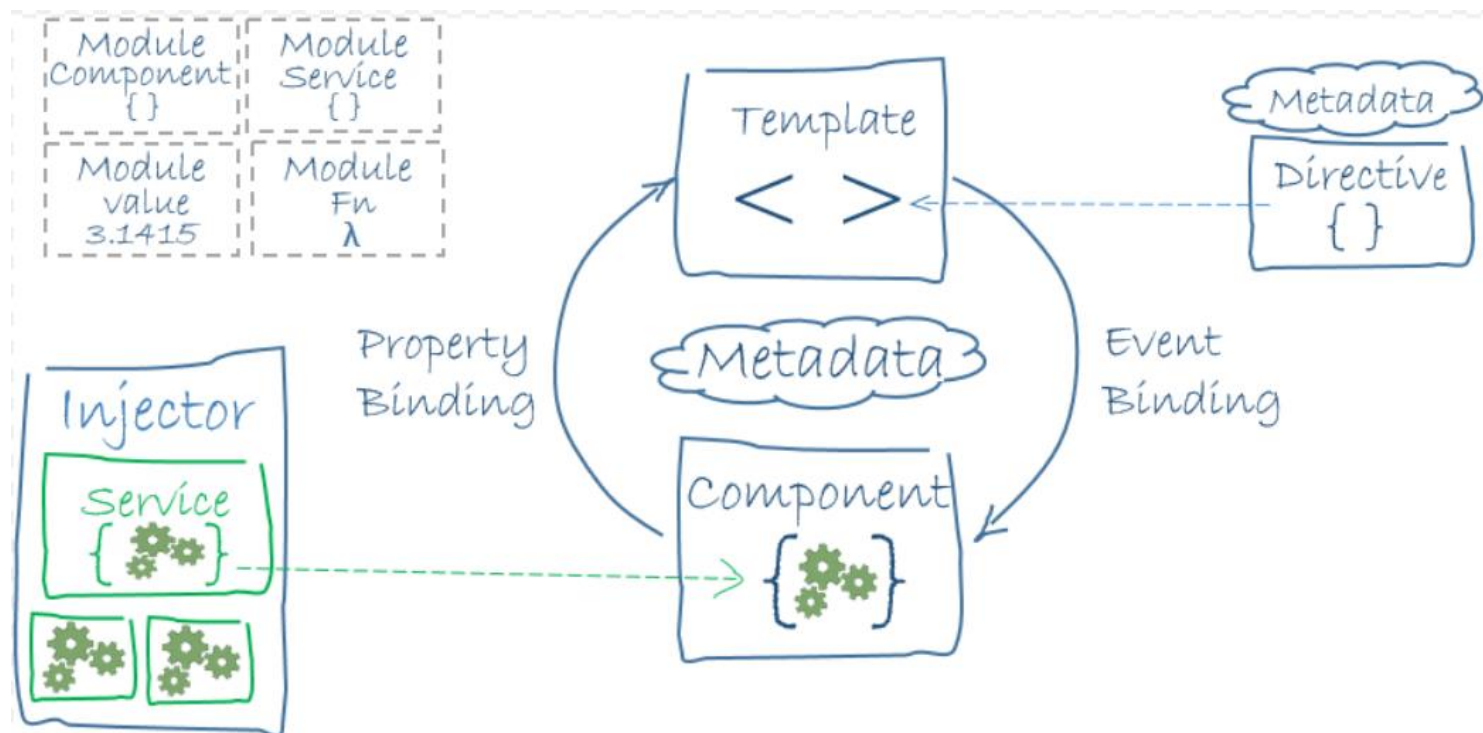 Module
Component
{ }
Module
Service
{ }
Module
value
3.1415
Module
Fn
λ
Template
< >
Metadata
Directive
{ }
Property
Binding
Metadata
Event
Binding
Injector
Service
{ }
Component
{ }